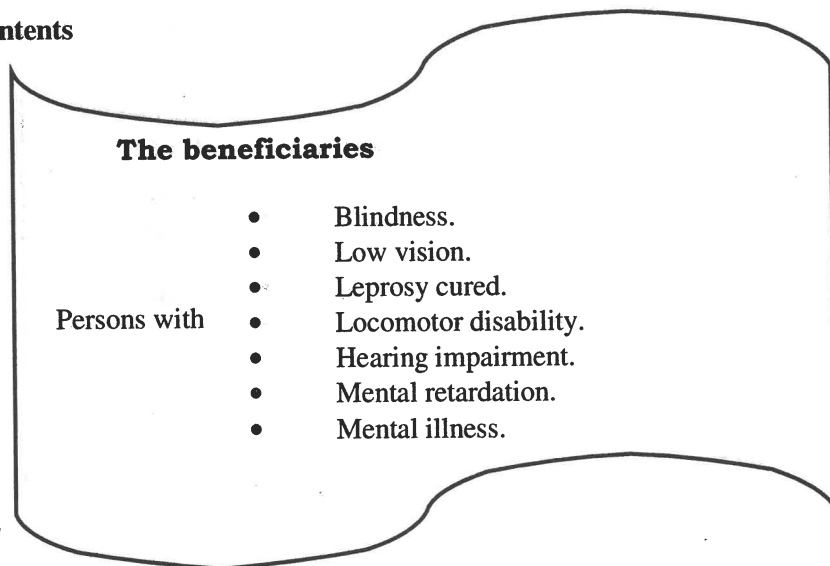 ntents
The beneficiaries
• Blindness.
• Low vision.
• Leprosy cured.
Persons with • Locomotor disability.
• Hearing impairment.
• Mental retardation.
• Mental illness.